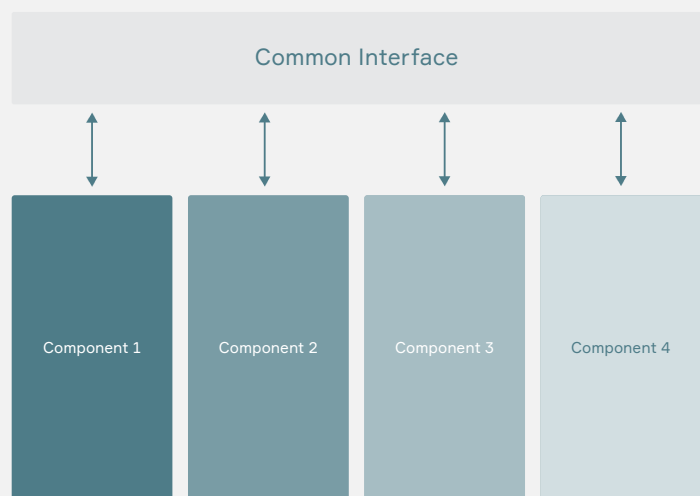 Common Interface
Component 1
Component 2
Component 3
Component 4